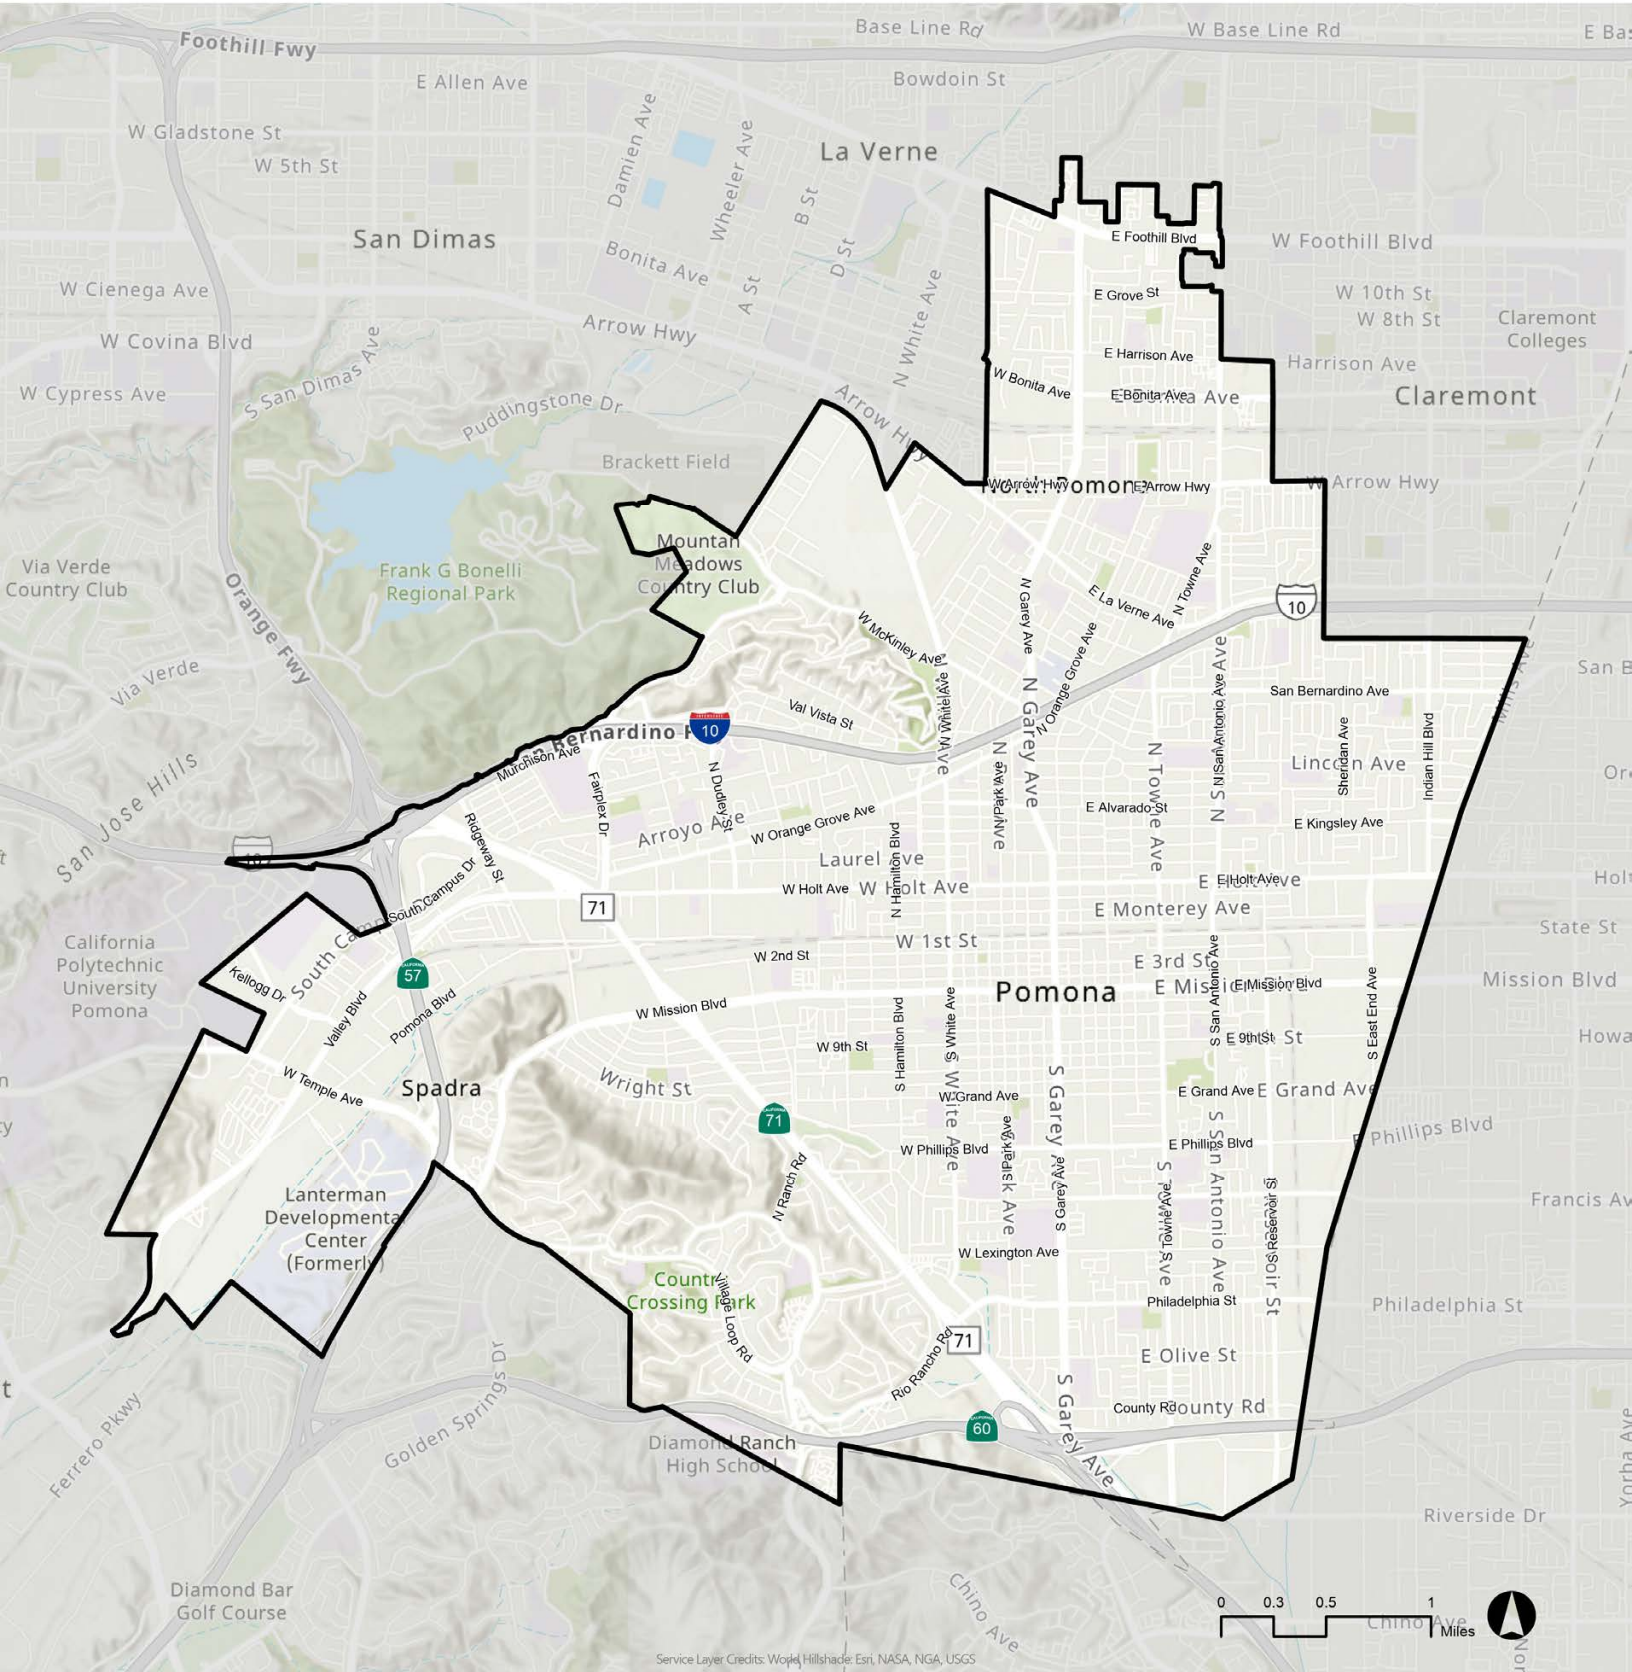 Foothill Fwy
Base Line Rd
W Base Line Rd
E Allen Ave
Bowdoin St
W Gladstone St
W 5th St
Damien Ave
Wheeler Ave
B St
La Verne
San Dimas
Bonita Ave
A St
D St
E Foothill Blvd
W Foothill Blvd
W Cienega Ave
E Grove St
W 10th St
W 8th St
Claremont
Colleges
Arrow Hwy
N White Ave
W Covina Blvd
S San Dimas Ave
E Harrison Ave
Harrison Ave
W Cypress Ave
Puddingstone Dr
W Bonita Ave
E Bonita Ave
Claremont
Arrow Hwy
Brackett Field
W Arrow Hwy
North Pomona
E Arrow Hwy
W Arrow Hwy
Via Verde
Country Club
Frank G Bonelli
Regional Park
Mountain
Meadows
Country Club
Orange Fwy
N Garey Ave
E La Verne Ave
N Towne Ave
10
W McKinley Ave
N Orange Grove Ave
Via Verde
San Bernardino Ave
Mills Ave
Val Vista St
10
N White Ave
N Garey Ave
N San Antonio Ave
Murchison Ave
Fairplex Dr
N Dudley St
N Park Ave
N Towne Ave
Sheridan Ave
Indian Hill Blvd
Lincoln Ave
San Jose Hills
Arroyo Ave
W Orange Grove Ave
E Alvarado St
E Kingsley Ave
Ridgeway St
Laurel Ave
N Hamilton Blvd
South Campus Dr
W Holt Ave
W Holt Ave
E Holt Ave
71
E Monterey Ave
State St
California
Polytechnic
University
Pomona
W 1st St
W 2nd St
E 3rd St
Kellogg Dr
57
Pomona
S San Antonio Ave
E Mission Blvd
Mission Blvd
Valley Blvd
Pomona Blvd
W Mission Blvd
S Hamilton Blvd
S White Ave
S East End Ave
W 9th St
E 9th St
W Temple Ave
Spadra
Wright St
W Grand Ave
E Grand Ave
E Grand Ave
71
S Garey Ave
W Phillips Blvd
E Phillips Blvd
E Phillips Blvd
N Ranch Rd
S White Ave
S San Antonio Ave
Lanterman
Developmental
Center
(Formerly)
S Garey Ave
S Towne Ave
S Reservoir St
W Lexington Ave
Country
Crossing Park
Village Loop Rd
Philadelphia St
Philadelphia St
71
Rio Rancho Rd
E Olive St
Golden Springs Dr
Ferrero Pkwy
County Rd
County Rd
60
S Garey Ave
Diamond Ranch
High School
Riverside Dr
Diamond Bar
Golf Course
Chino Ave
0 0.3 0.5 1
Miles
Chino Ave
Service Layer Credits: World Hillshade: Esri, NASA, NGA, USGS